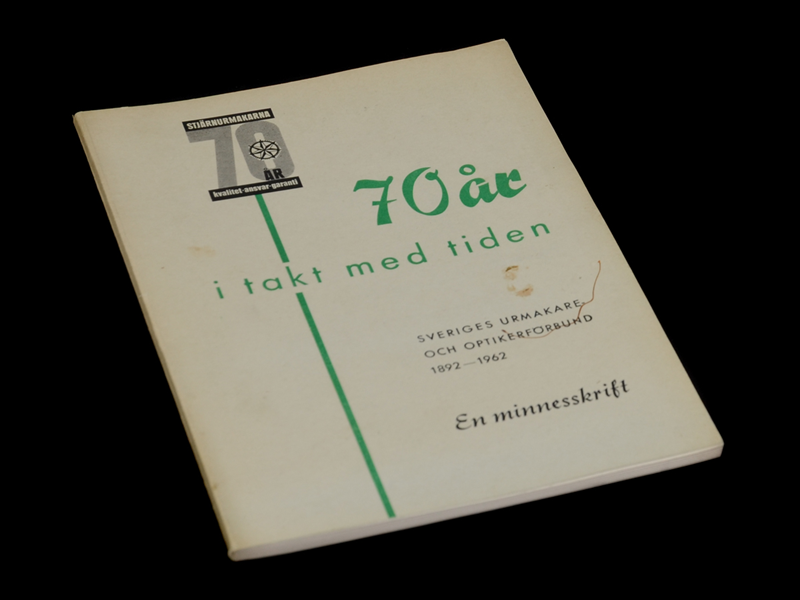 STJÄRNURMAKARNA
70
ÅR
kvalitet-ansvar-garanti
70 år
i takt med tiden
SVERIGES URMAKARE-
OCH OPTIKERFÖRBUND
1892—1962
En minnesskrift